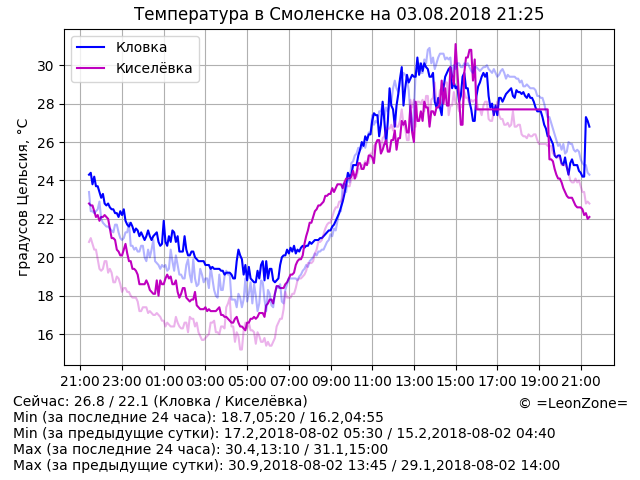 Температура в Смоленске на 03.08.2018 21:25
Кловка
Киселёвка
градусов Цельсия, °C
30
28
26
24
22
20
18
16
21:00 23:00 01:00 03:00 05:00 07:00 09:00 11:00 13:00 15:00 17:00 19:00 21:00
Сейчас: 26.8 / 22.1 (Кловка / Киселёвка)
© =LeonZone=
Min (за последние 24 часа): 18.7,05:20 / 16.2,04:55
Min (за предыдущие сутки): 17.2,2018-08-02 05:30 / 15.2,2018-08-02 04:40
Max (за последние 24 часа): 30.4,13:10 / 31.1,15:00
Max (за предыдущие сутки): 30.9,2018-08-02 13:45 / 29.1,2018-08-02 14:00